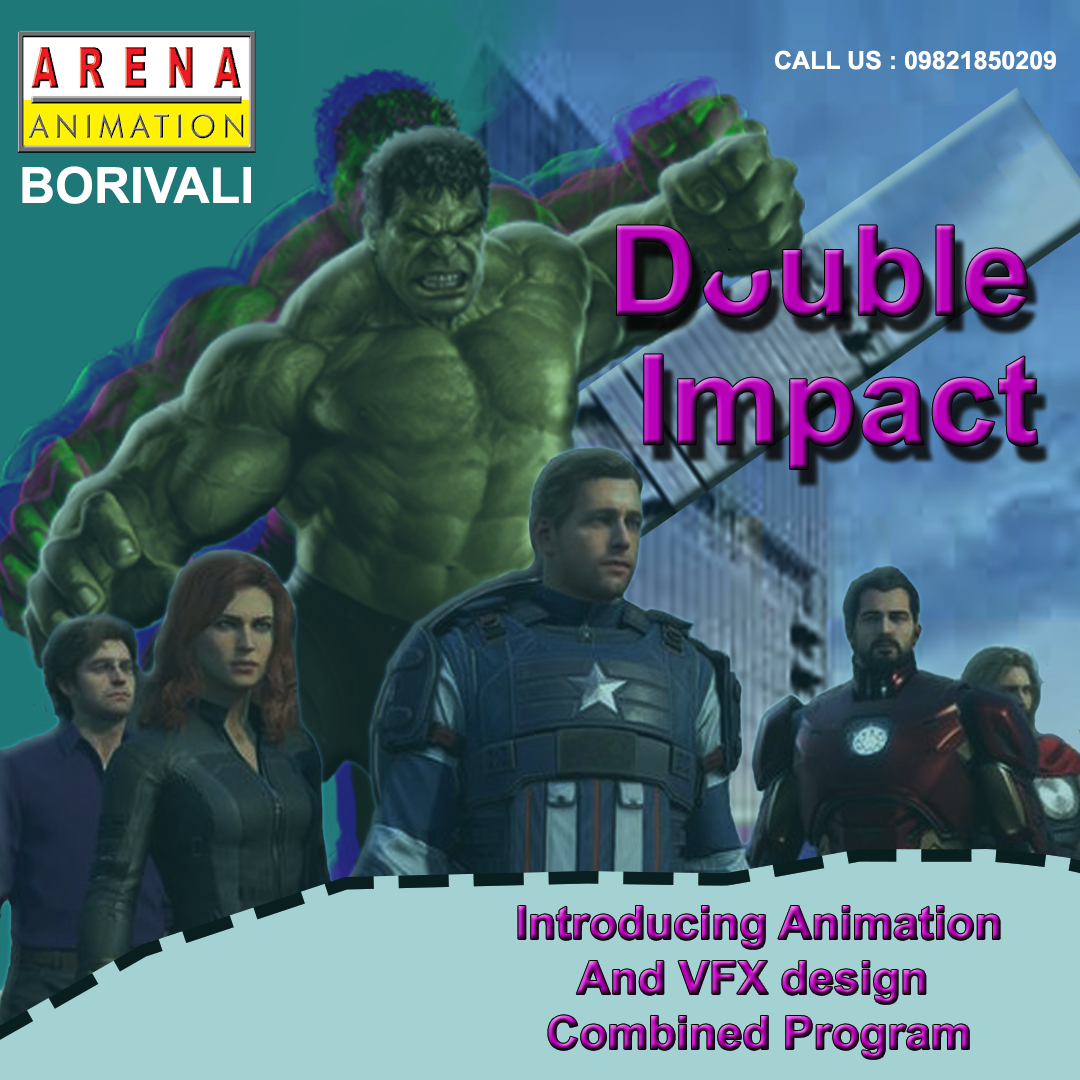 ARENA
ANIMATION
BORIVALI
CALL US : 09821850209
Double
Impact
Introducing Animation
And VFX design
Combined Program